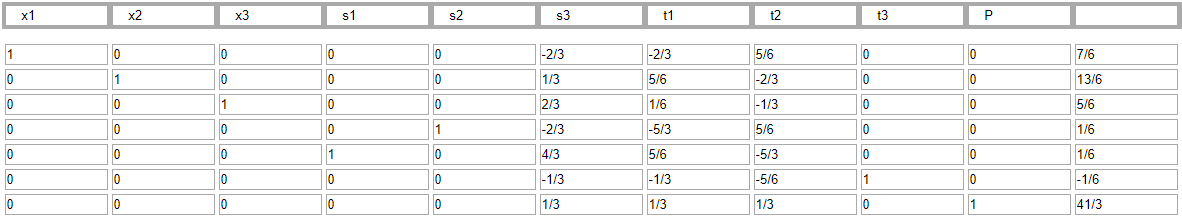 x1 x2 x3 s1 s2 s3 t1 t2 t3 P
1 0 0 0 0 -2/3 -2/3 5/6 0 0 7/6
0 1 0 0 0 1/3 5/6 -2/3 0 0 13/6
0 0 1 0 0 2/3 1/6 -1/3 0 0 5/6
0 0 0 0 1 -2/3 -5/3 5/6 0 0 1/6
0 0 0 1 0 4/3 5/6 -5/3 0 0 1/6
0 0 0 0 0 -1/3 -1/3 -5/6 1 0 -1/6
0 0 0 0 0 1/3 1/3 1/3 0 1 41/3